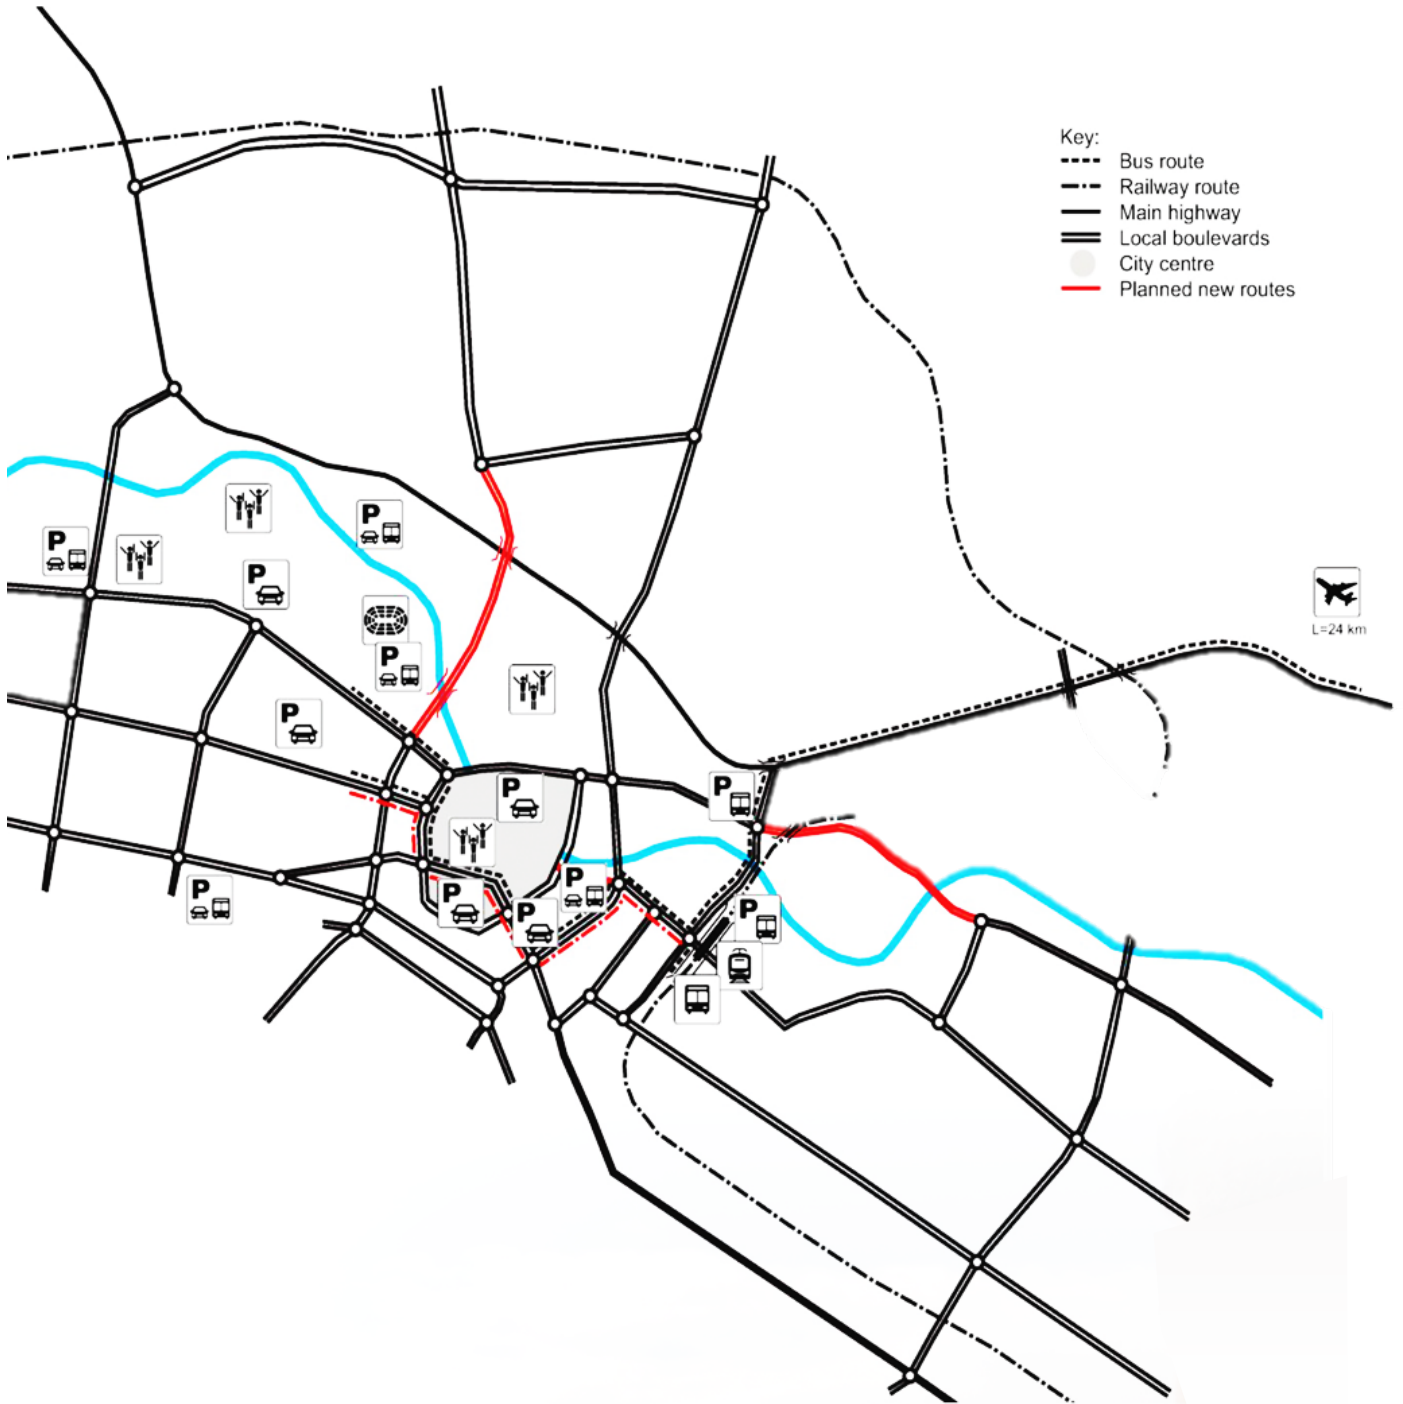 Key:
Bus route
Railway route
Main highway
Local boulevards
City centre
Planned new routes
P
P
P
L=24 km
P
P
P
P
P
P
P
P
P